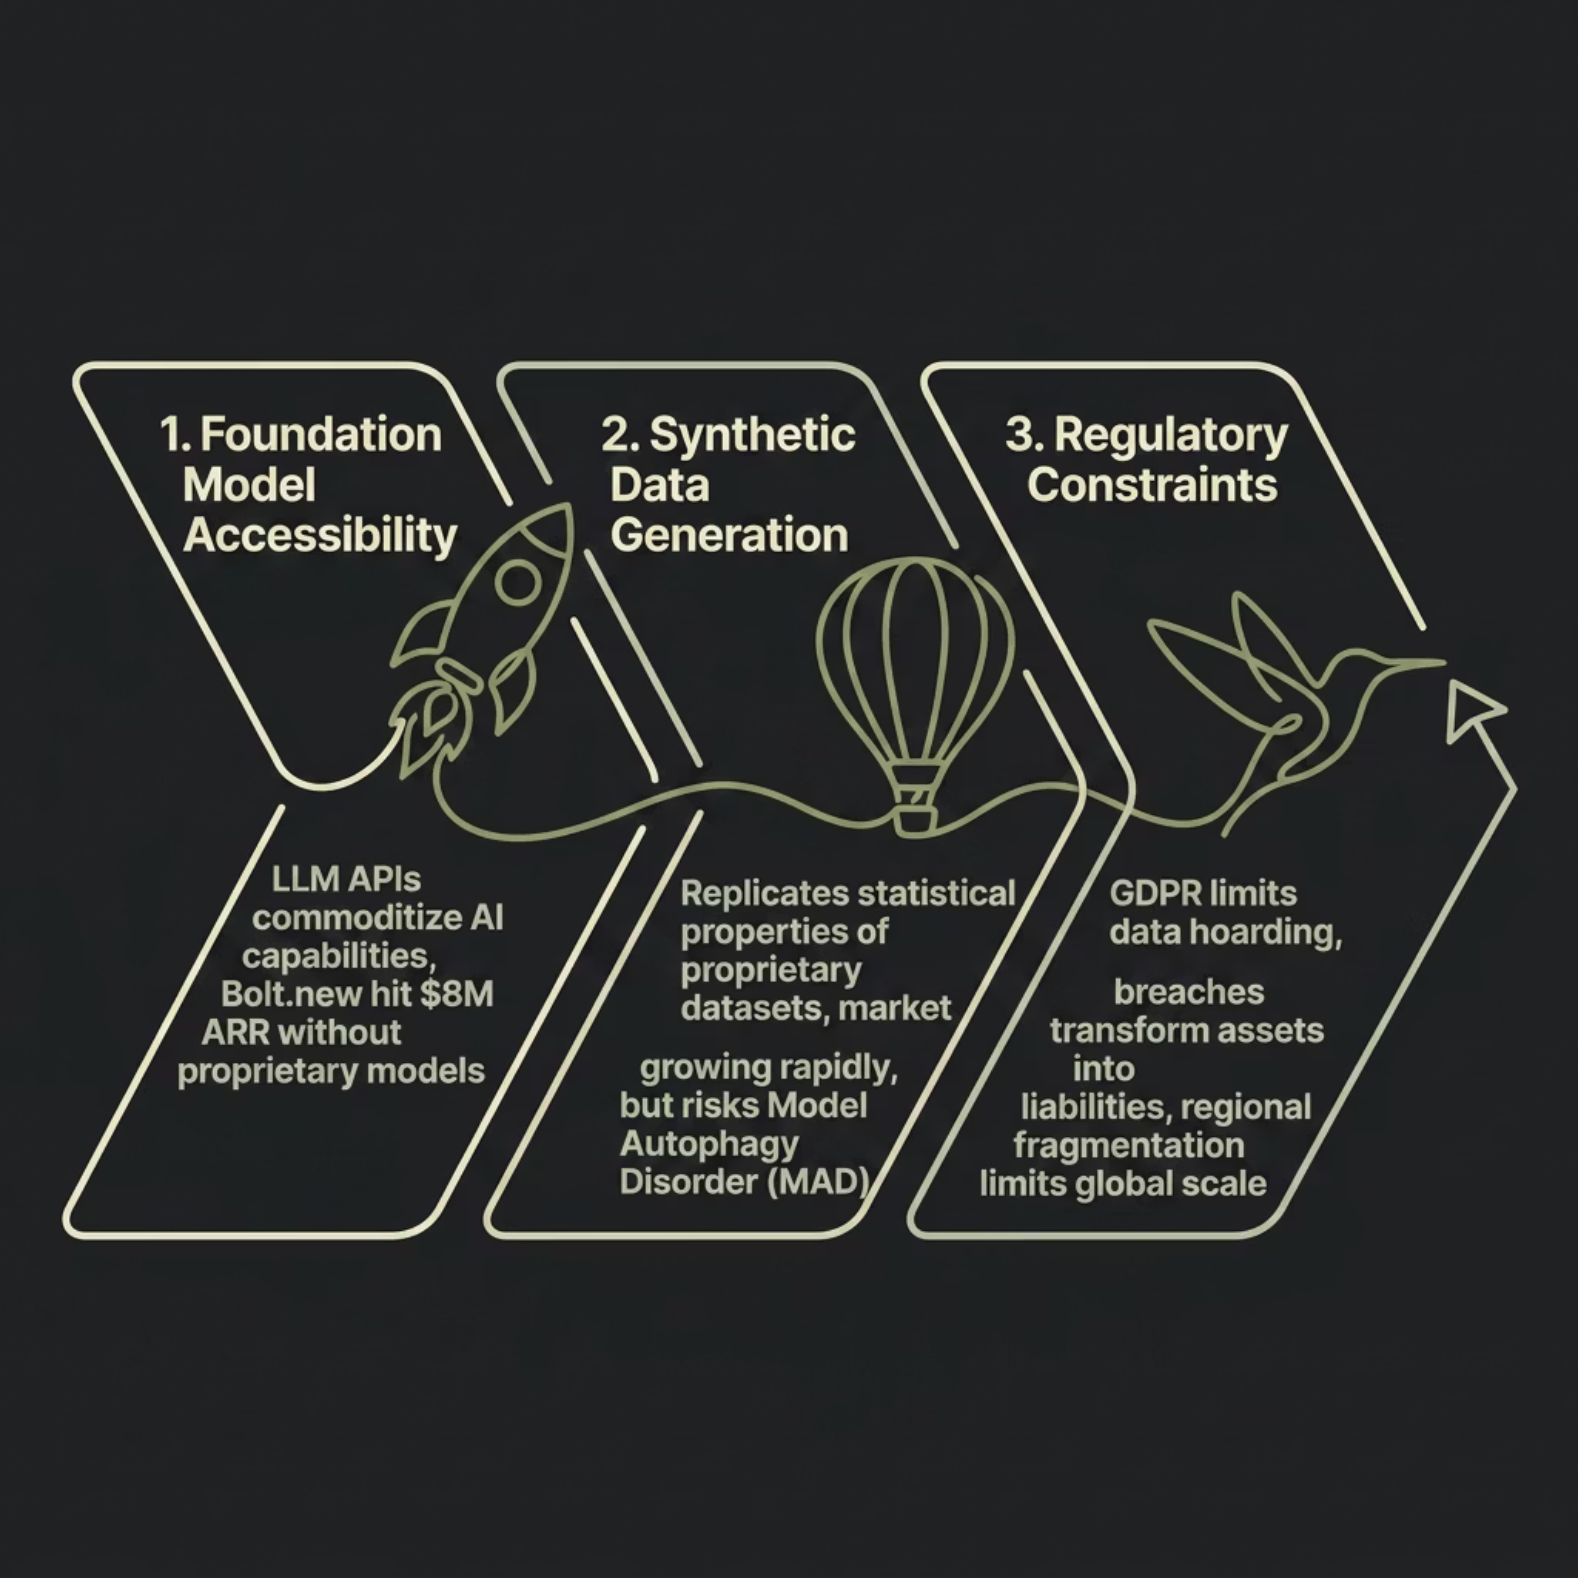 1. Foundation
Model
Accessibility
LLM APIs
commoditize AI
capabilities,
Bolt.new hit $8M
ARR without
proprietary models
2. Synthetic
Data
Generation
Replicates statistical
properties of
proprietary
datasets, market
growing rapidly,
but risks Model
Autophagy
Disorder (MAD)
3. Regulatory
Constraints
GDPR limits
data hoarding,
breaches
transform assets
into
liabilities, regional
fragmentation
limits global scale